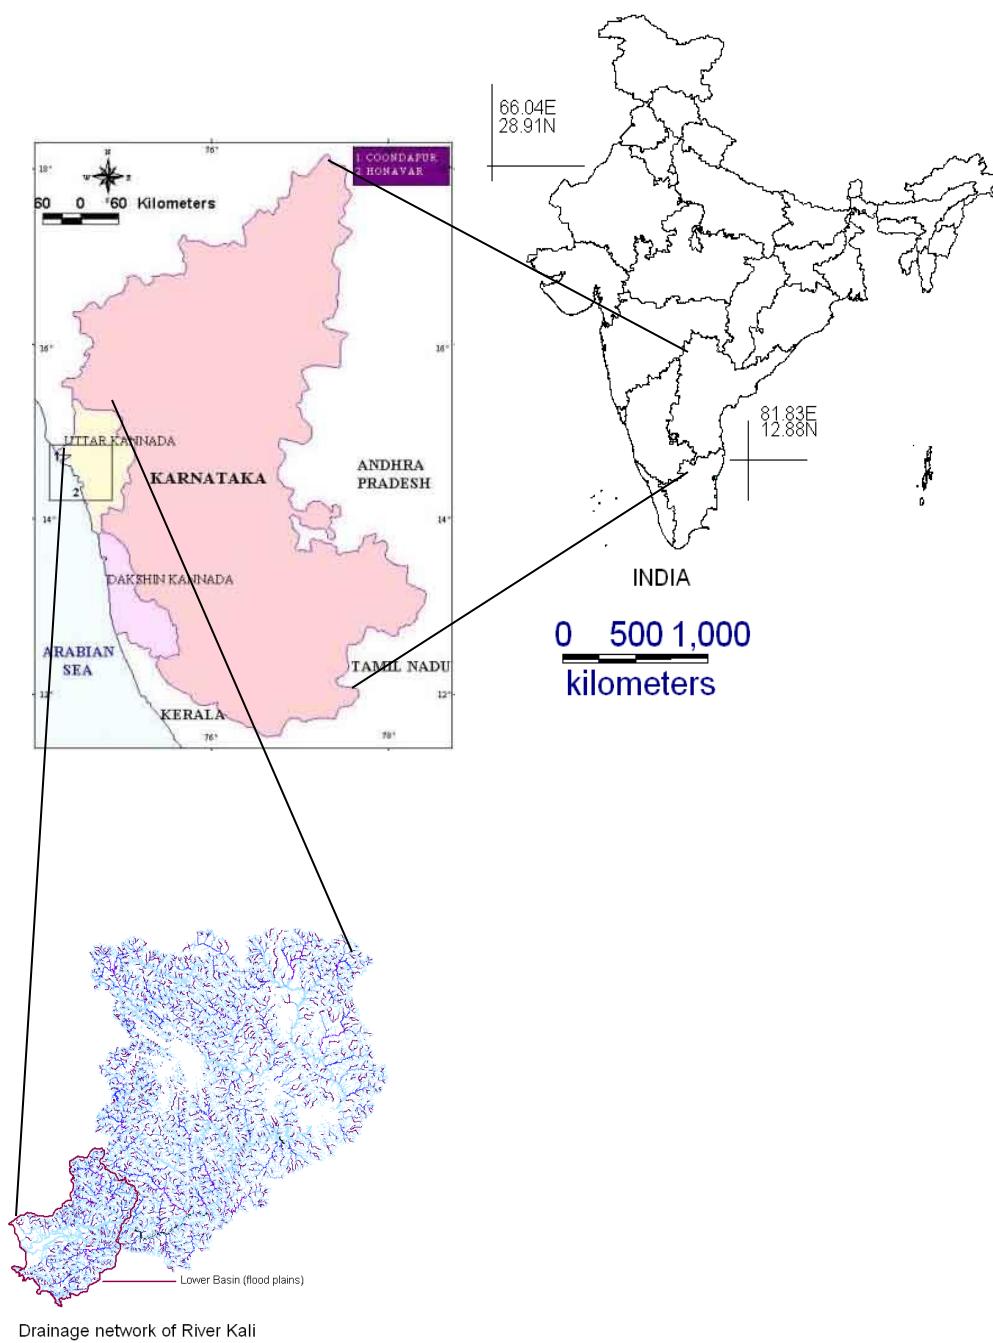 66.04E
28.91N
76°
1 COONDAPUR
2 HONAVAR
18°
N
W E
S
60 0 60 Kilometers
16°
16°
81.83E
12.88N
UTTAR KANNADA
1
ANDHRA
PRADESH
KARNATAKA
2
14°
14°
INDIA
DAKSHIN KANNADA
0 500 1,000
kilometers
ARABIAN
SEA
TAMIL NADU
12°
12°
KERALA
76°
78°
Lower Basin (flood plains)
Drainage network of River Kali